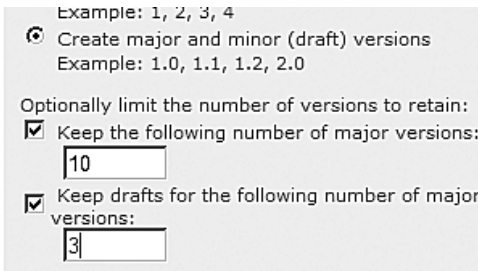 Example: 1, 2, 3, 4
Create major and minor (draft) versions
Example: 1.0, 1.1, 1.2, 2.0
Optionally limit the number of versions to retain:
Keep the following number of major versions:
10
Keep drafts for the following number of major
versions:
3